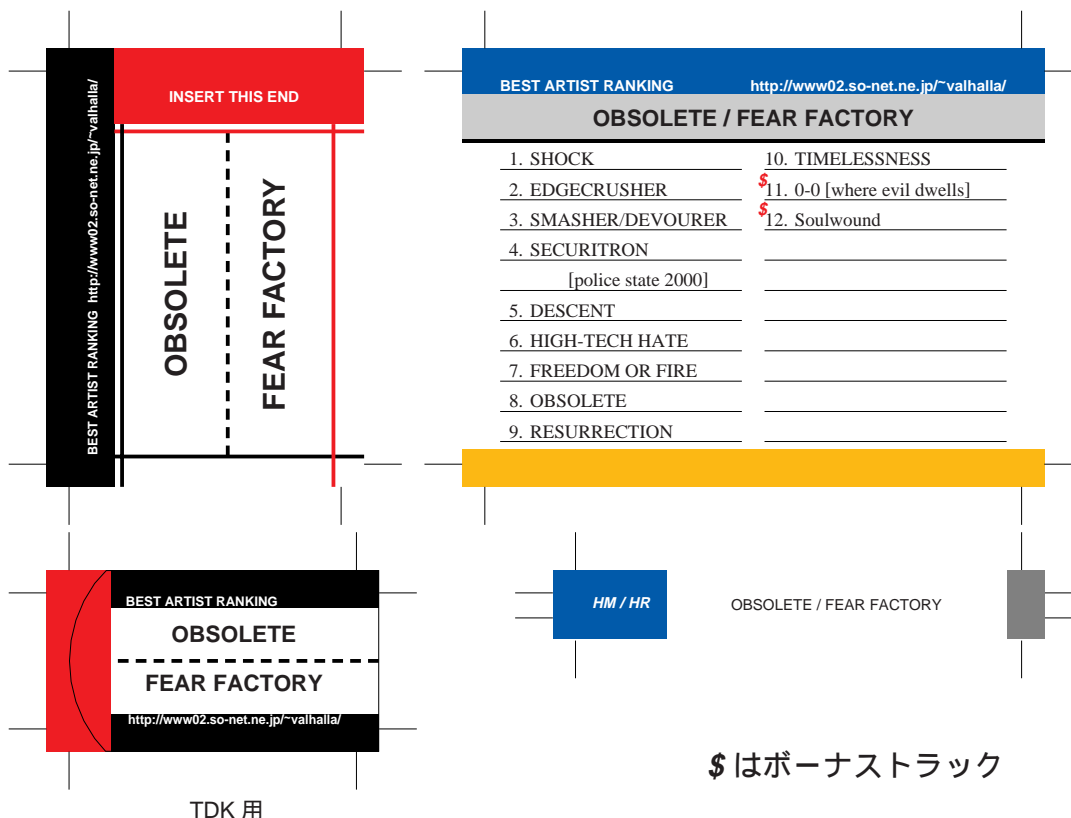 INSERT THIS END
BEST ARTIST RANKING http://www02.so-net.ne.jp/~valhalla/
OBSOLETE
FEAR FACTORY
BEST ARTIST RANKING http://www02.so-net.ne.jp/~valhalla/
OBSOLETE / FEAR FACTORY
1. SHOCK
2. EDGECRUSHER
3. SMASHER/DEVOURER
4. SECURITRON
[police state 2000]
5. DESCENT
6. HIGH-TECH HATE
7. FREEDOM OR FIRE
8. OBSOLETE
9. RESURRECTION
10. TIMELESSNESS
$11. 0-0 [where evil dwells]
$12. Soulwound
BEST ARTIST RANKING
OBSOLETE
FEAR FACTORY
http://www02.so-net.ne.jp/~valhalla/
TDK 用
HM / HR
OBSOLETE / FEAR FACTORY
$ はボーナストラック